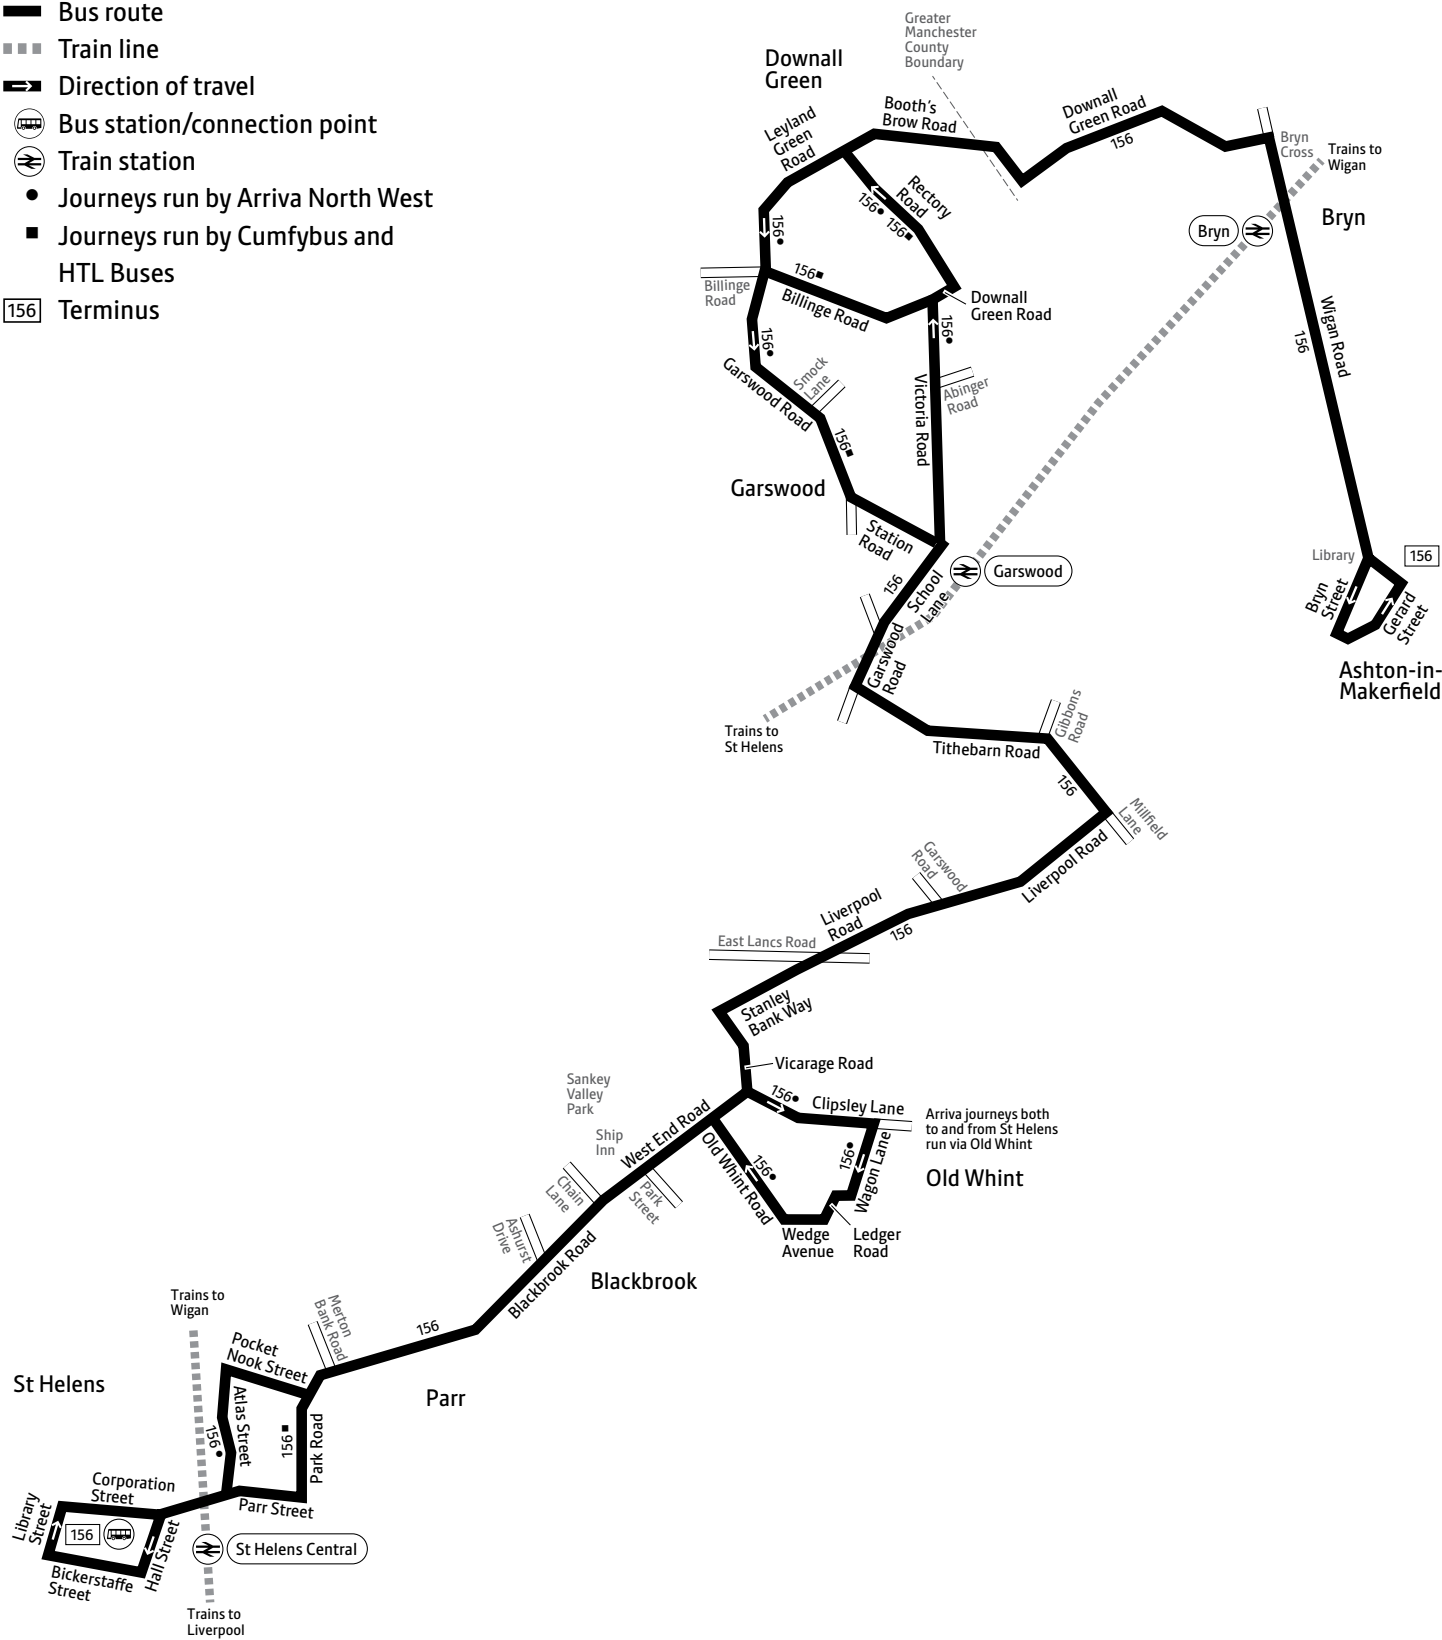 Bus route
Train line
Direction of travel
Bus station/connection point
Train station
Journeys run by Arriva North West
Journeys run by Cumfybus and
HTL Buses
156 Terminus
Greater
Manchester
County
Boundary
Downall
Green
Booth's
Brow Road
Downall
Green Road
156
Leyland
Green
Road
Bryn
Cross
Trains to
Wigan
Bryn
Bryn
Rectory
Road
156
156
156
156
Billinge
Road
Billinge Road
Downall
Green Road
156
156
Wigan Road
156
Garswood Road
Smock
Lane
Abinger
Road
Victoria Road
156
Garswood
Station
Road
Garswood
156
School
Lane
Library
156
Bryn
Street
Gerard
Street
Ashton-in-
Makerfield
Garswood
Road
Trains to
St Helens
Tithebarn Road
Gibbons
Road
156
Millfield
Lane
Liverpool Road
Garswood
Road
Liverpool
Road
156
East Lancs Road
Stanley
Bank Way
Vicarage Road
Sankey
Valley
Park
156
Clipsley Lane
Arriva journeys both
to and from St Helens
run via Old Whint
Old Whint
Ship
Inn
West End Road
Old Whint Road
156
156
Wagon Lane
Chain
Lane
Park
Street
Wedge
Avenue
Ledger
Road
Ashurst
Drive
Blackbrook Road
Blackbrook
Trains to
Wigan
Merton
Bank Road
156
Pocket
Nook Street
St Helens
Parr
Atlas Street
156
156
Park Road
Corporation
Street
Parr Street
Library
Street
156
Hall Street
St Helens Central
Bickerstaffe
Street
Trains to
Liverpool